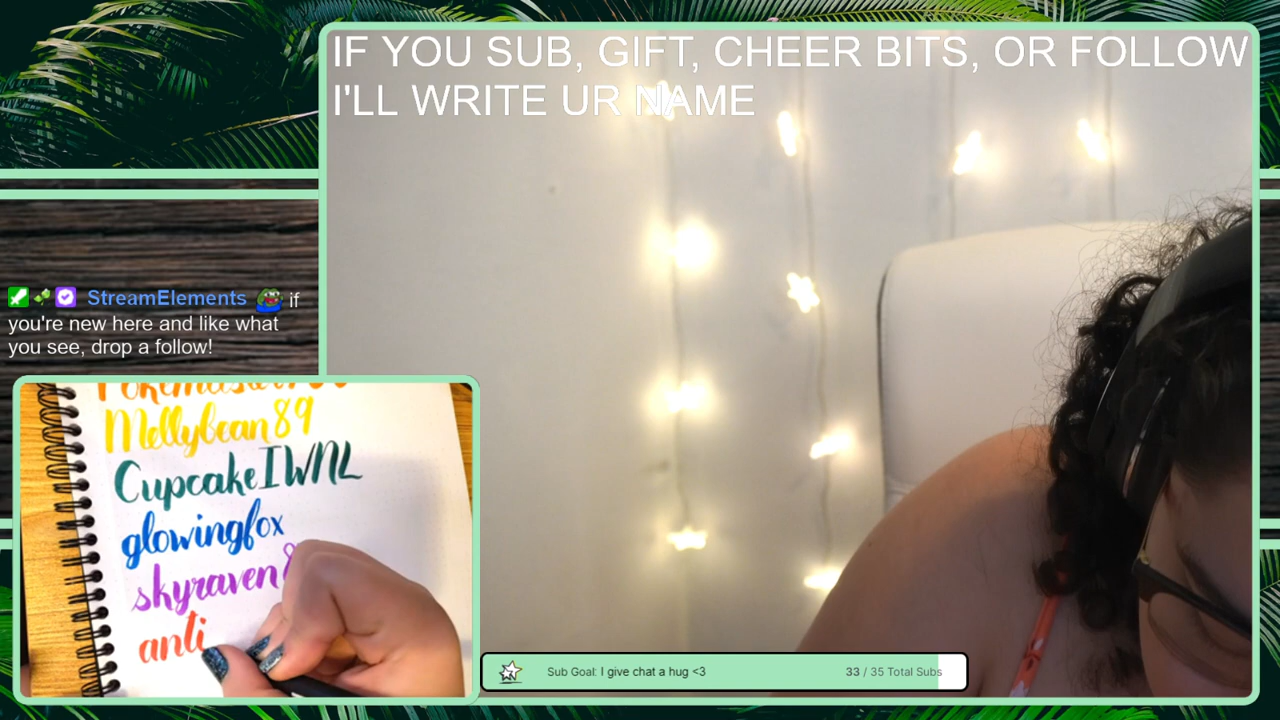 IF YOU SUB, GIFT, CHEER BITS, OR FOLLOW
I'LL WRITE UR NAME
StreamElements if
you're new here and like what
you see, drop a follow!
Mellybean89
CupcakeIWNL
glowingfox
skyraven
anti
Sub Goal: I give chat a hug <3
33 / 35 Total Subs